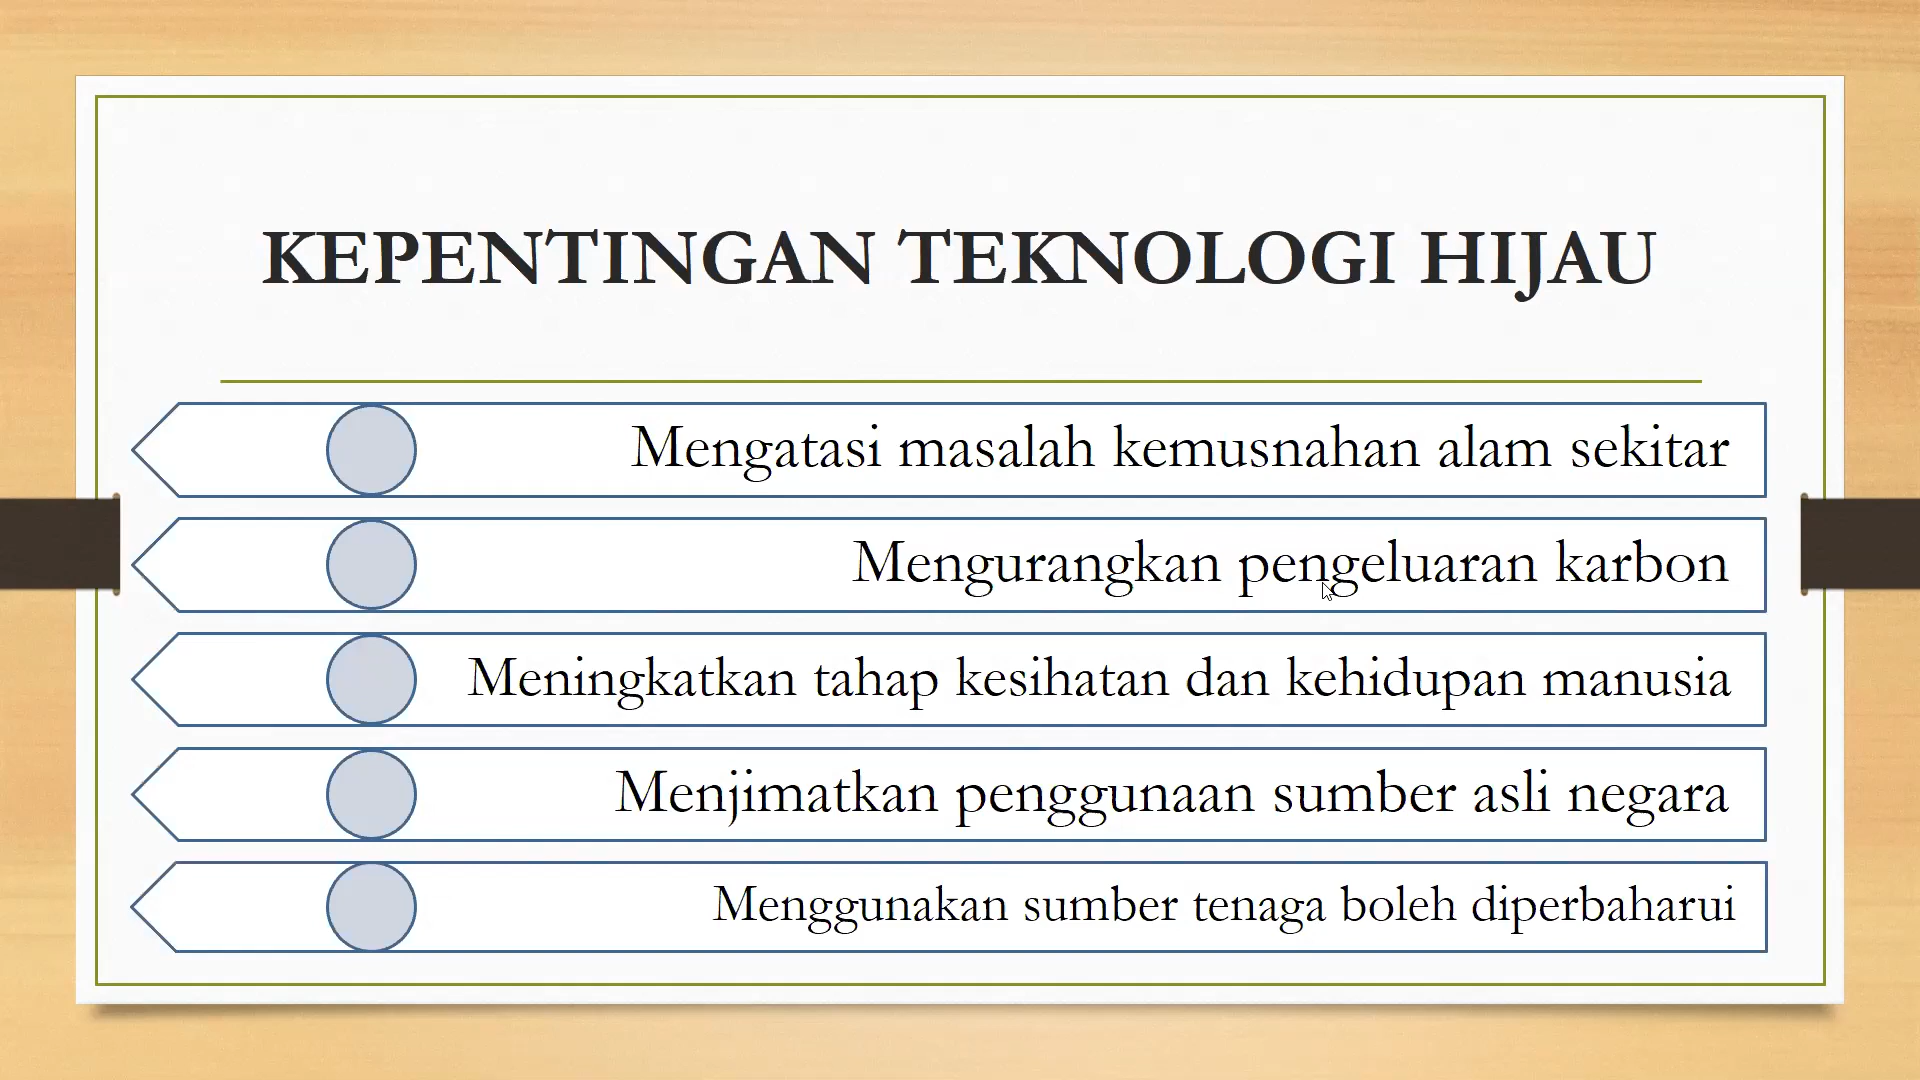 KEPENTINGAN TEKNOLOGI HIJAU
Mengatasi masalah kemusnahan alam sekitar
Mengurangkan pengeluaran karbon
Meningkatkan tahap kesihatan dan kehidupan manusia
Menjimatkan penggunaan sumber asli negara
Menggunakan sumber tenaga boleh diperbaharui